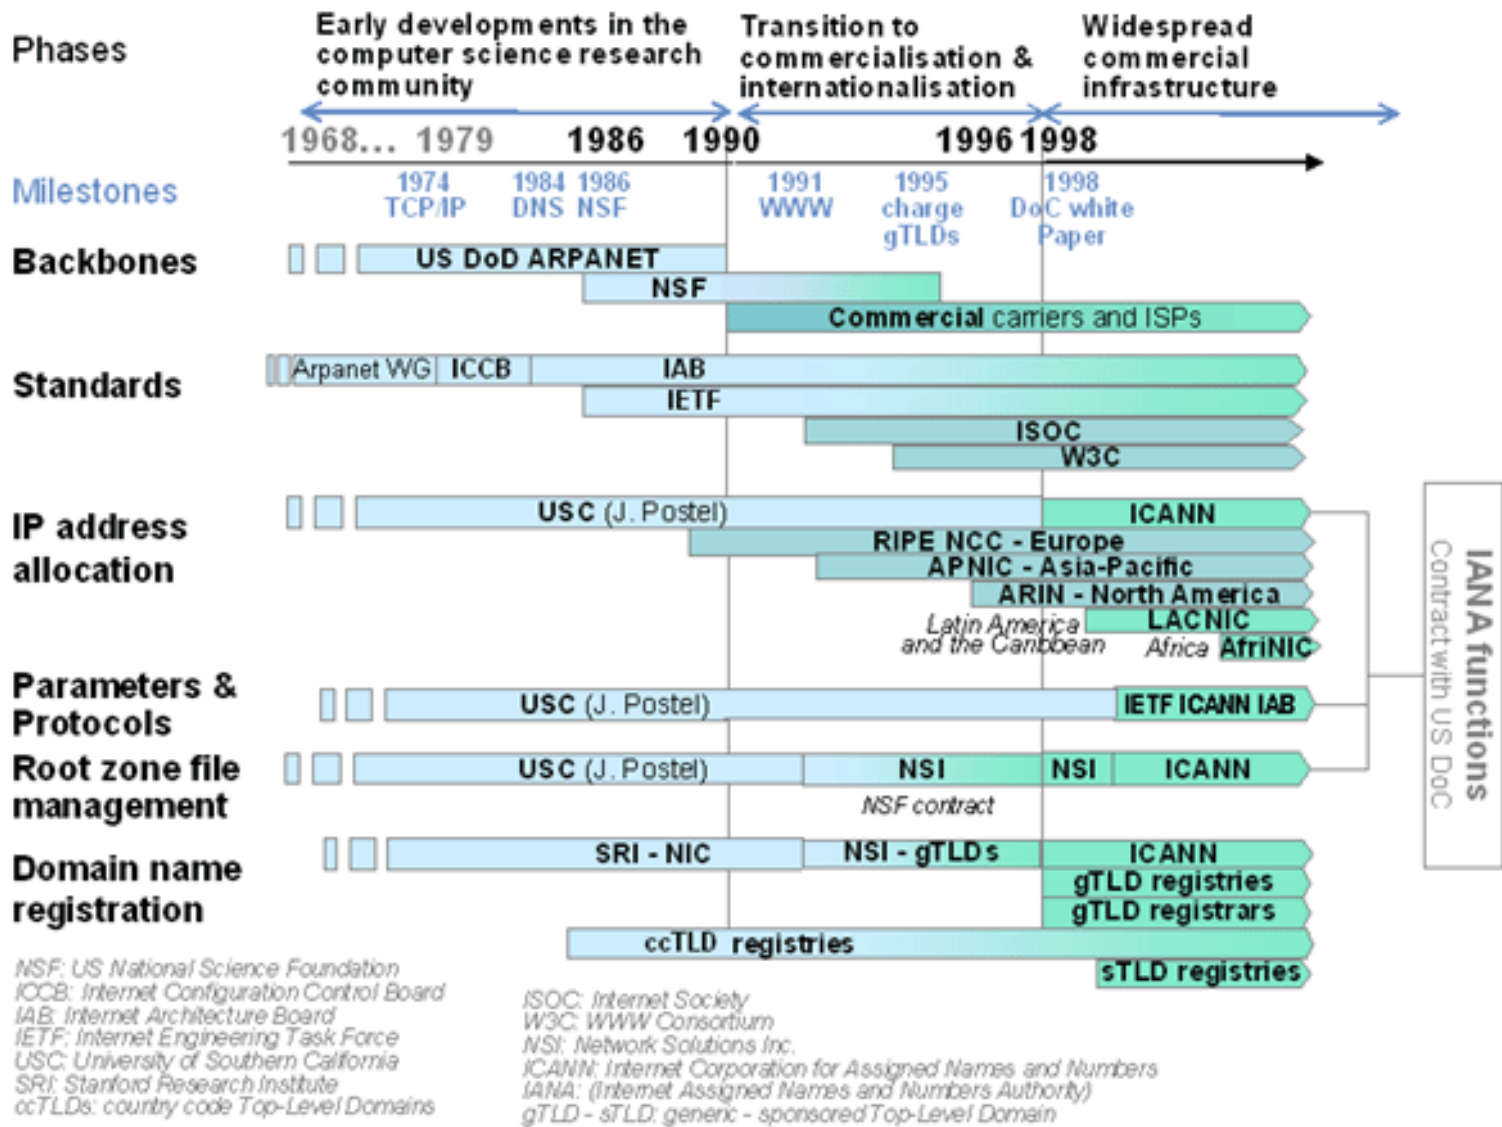 Phases
Early developments in the
computer science research
community
Transition to
commercialisation &
internationalisation
Widespread
commercial
infrastructure
1968... 1979 1986 1990 1996 1998
Milestones
1974
TCP/IP
1984
DNS
1986
NSF
1991
WWW
1995
charge
gTLDs
1998
DoC white
Paper
Backbones
US DoD ARPANET
NSF
Commercial carriers and ISPs
Standards
Arpanet WG ICCB IAB
IETF
ISOC
W3C
IP address
allocation
USC (J. Postel) ICANN
RIPE NCC - Europe
APNIC - Asia-Pacific
ARIN - North America
Latin America
and the Caribbean
LACNIC
Africa AfriNIC
Parameters &
Protocols
USC (J. Postel) IETF ICANN IAB
Root zone file
management
USC (J. Postel) NSI NSI ICANN
NSF contract
Domain name
registration
SRI - NIC NSI - gTLDs ICANN
gTLD registries
gTLD registrars
ccTLD registries
sTLD registries
IANA functions
Contract with US DoC
NSF: US National Science Foundation
ICCB: Internet Configuration Control Board
IAB: Internet Architecture Board
IETF: Internet Engineering Task Force
USC: University of Southern California
SRI: Stanford Research Institute
ccTLDs: country code Top-Level Domains
ISOC: Internet Society
W3C: WWW Consortium
NSI: Network Solutions Inc.
ICANN: Internet Corporation for Assigned Names and Numbers
IANA: (Internet Assigned Names and Numbers Authority)
gTLD - sTLD: generic - sponsored Top-Level Domain